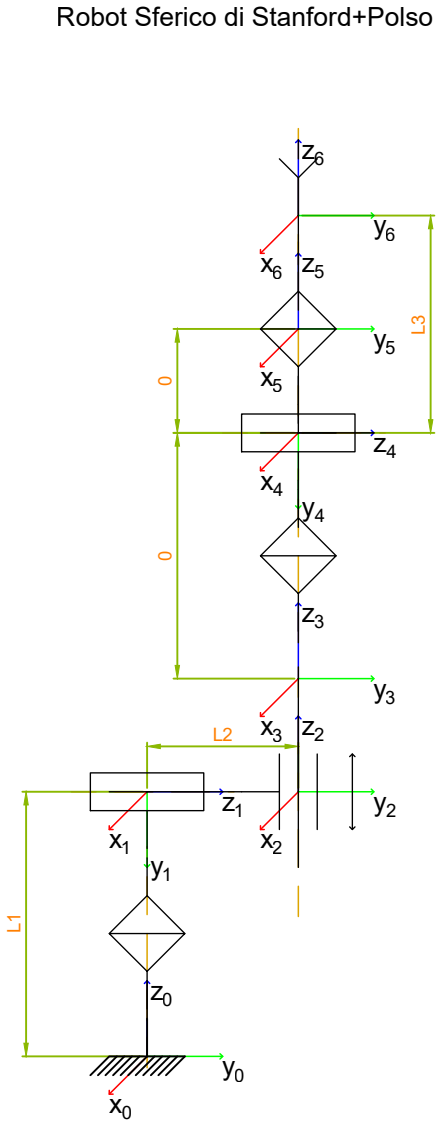 Robot Sferico di Stanford+Polso
z6
y6
x6
z5
L3
y5
x5
0
z4
x4
y4
0
z3
y3
x3
z2
L2
z1
y2
x1
x2
y1
L1
z0
y0
x0